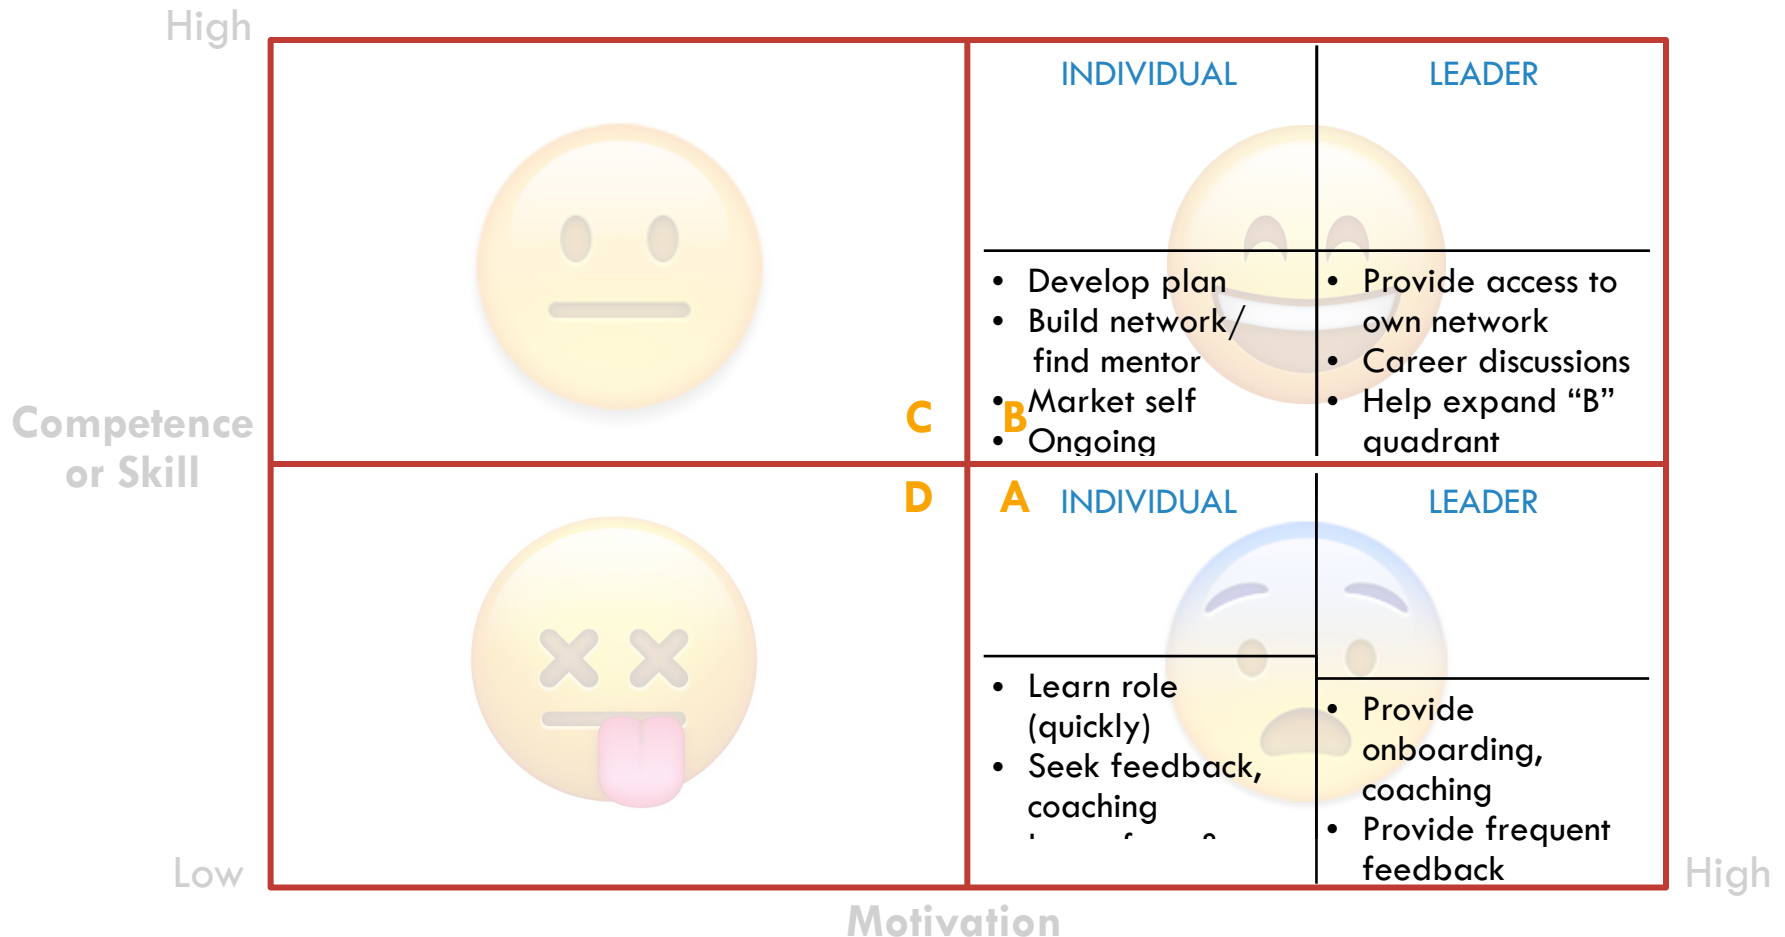 High
INDIVIDUAL
LEADER
• Develop plan
• Build network/
find mentor
• Market self
• Ongoing
• Provide access to
own network
• Career discussions
• Help expand “B”
quadrant
Competence
or Skill
C
B
D
A
INDIVIDUAL
LEADER
• Learn role
(quickly)
• Seek feedback,
coaching
• Provide
onboarding,
coaching
• Provide frequent
feedback
Low
High
Motivation